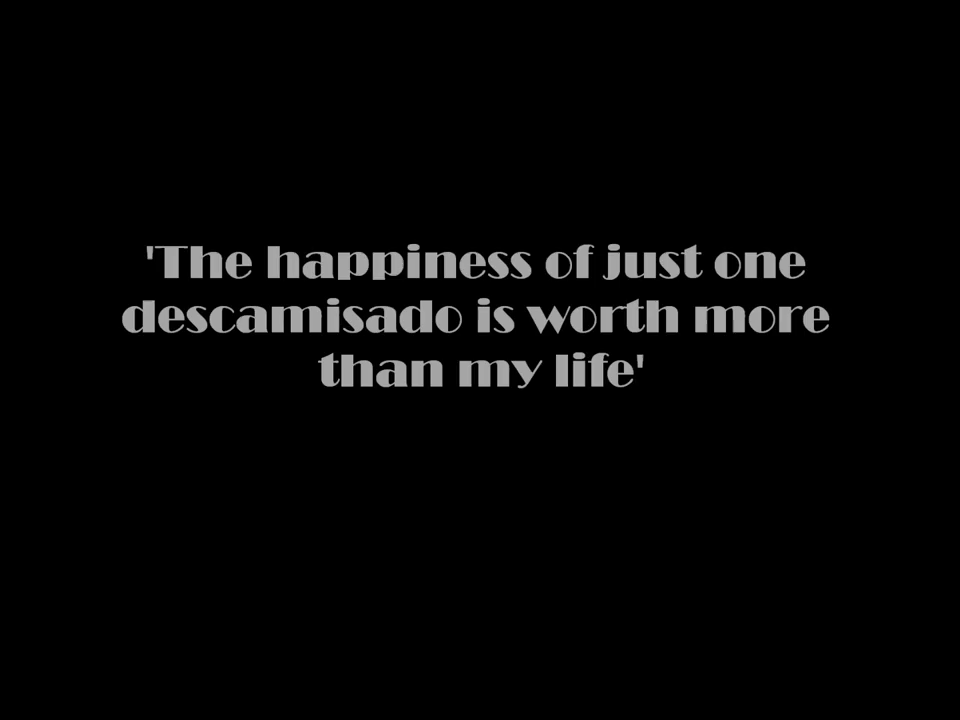 'The happiness of just one
descamisado is worth more
than my life'